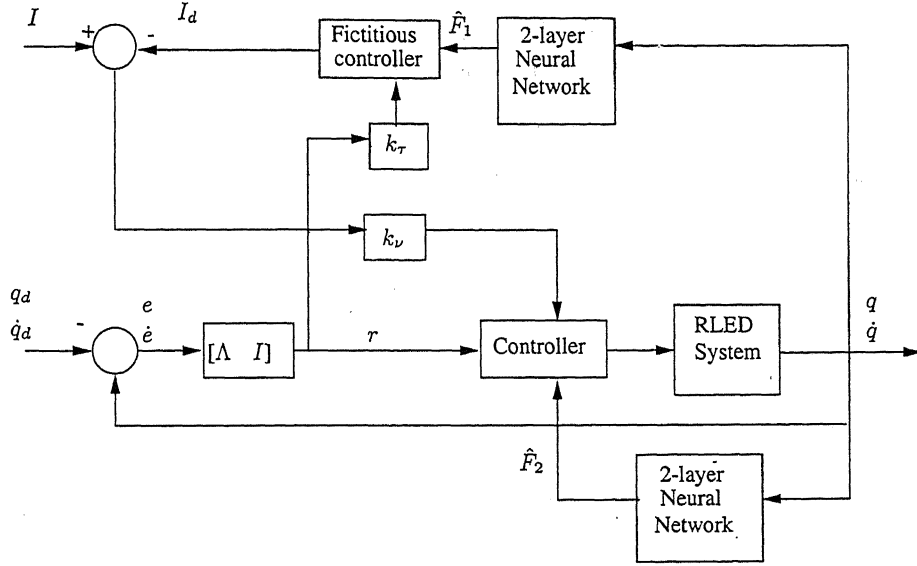 I
+
-
I_d
Fictitious
controller
F̂_1
2-layer
Neural
Network
k_τ
k_ν
q_d
q̇_d
-
e
ė
[Λ I]
r
Controller
RLED
System
q
q̇
F̂_2
2-layer
Neural
Network